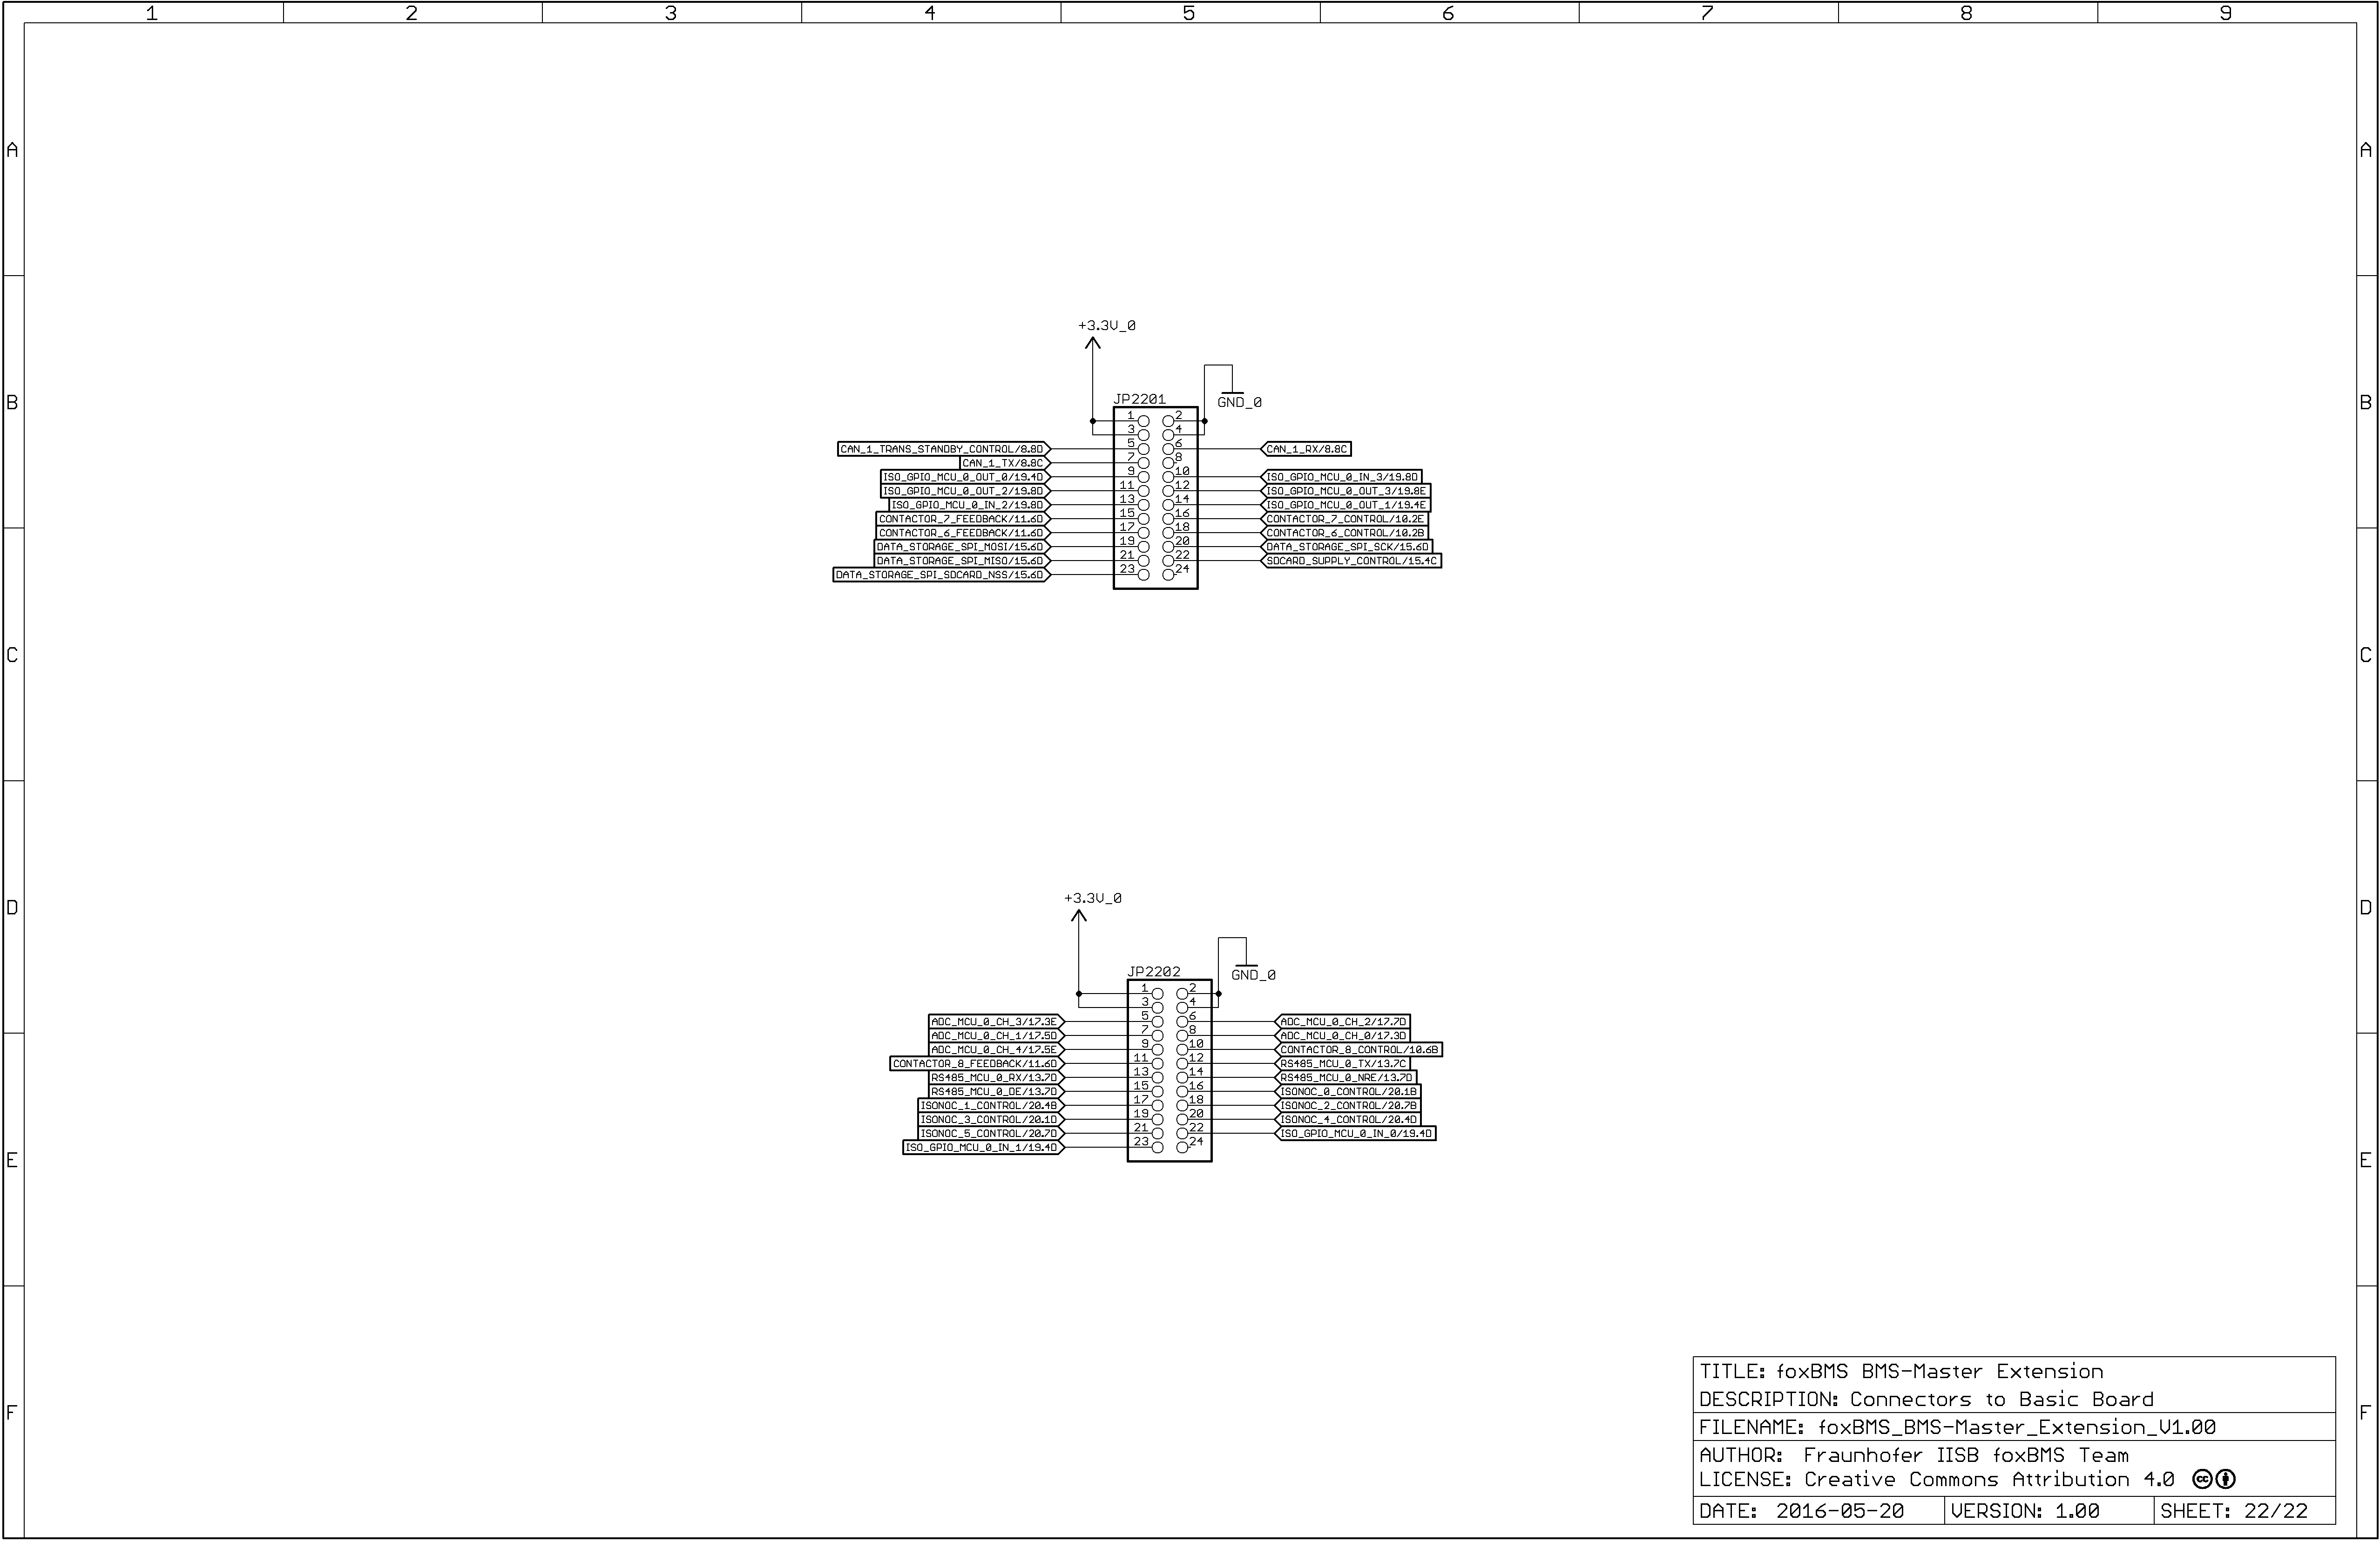 1 2 3 4 5 6 7 8 9
A A
+3.3V_0
B B
JP2201 GND_0
1 2
3 4
CAN_1_TRANS_STANDBY_CONTROL/8.8D 5 6 CAN_1_RX/8.8C
CAN_1_TX/8.8C 7 8
ISO_GPIO_MCU_0_OUT_0/19.4D 9 10 ISO_GPIO_MCU_0_IN_3/19.8D
ISO_GPIO_MCU_0_OUT_2/19.8D 11 12 ISO_GPIO_MCU_0_OUT_3/19.8E
ISO_GPIO_MCU_0_IN_2/19.8D 13 14 ISO_GPIO_MCU_0_OUT_1/19.4E
CONTACTOR_7_FEEDBACK/11.6D 15 16 CONTACTOR_7_CONTROL/10.2E
CONTACTOR_6_FEEDBACK/11.6D 17 18 CONTACTOR_6_CONTROL/10.2B
DATA_STORAGE_SPI_MOSI/15.6D 19 20 DATA_STORAGE_SPI_SCK/15.6D
DATA_STORAGE_SPI_MISO/15.6D 21 22 SDCARD_SUPPLY_CONTROL/15.4C
DATA_STORAGE_SPI_SDCARD_NSS/15.6D 23 24
C C
+3.3V_0
D D
JP2202 GND_0
1 2
3 4
ADC_MCU_0_CH_3/17.3E 5 6 ADC_MCU_0_CH_2/17.7D
ADC_MCU_0_CH_1/17.5D 7 8 ADC_MCU_0_CH_0/17.3D
ADC_MCU_0_CH_4/17.5E 9 10 CONTACTOR_8_CONTROL/10.6B
CONTACTOR_8_FEEDBACK/11.6D 11 12 RS485_MCU_0_TX/13.7C
RS485_MCU_0_RX/13.7D 13 14 RS485_MCU_0_NRE/13.7D
RS485_MCU_0_DE/13.7D 15 16 ISONOC_0_CONTROL/20.1B
ISONOC_1_CONTROL/20.4B 17 18 ISONOC_2_CONTROL/20.7B
ISONOC_3_CONTROL/20.1D 19 20 ISONOC_4_CONTROL/20.4D
ISONOC_5_CONTROL/20.7D 21 22 ISO_GPIO_MCU_0_IN_0/19.4D
ISO_GPIO_MCU_0_IN_1/19.4D 23 24
E E
TITLE: foxBMS BMS-Master Extension
DESCRIPTION: Connectors to Basic Board
F F
FILENAME: foxBMS_BMS-Master_Extension_V1.00
AUTHOR: Fraunhofer IISB foxBMS Team
LICENSE: Creative Commons Attribution 4.0 cc
DATE: 2016-05-20 VERSION: 1.00 SHEET: 22/22